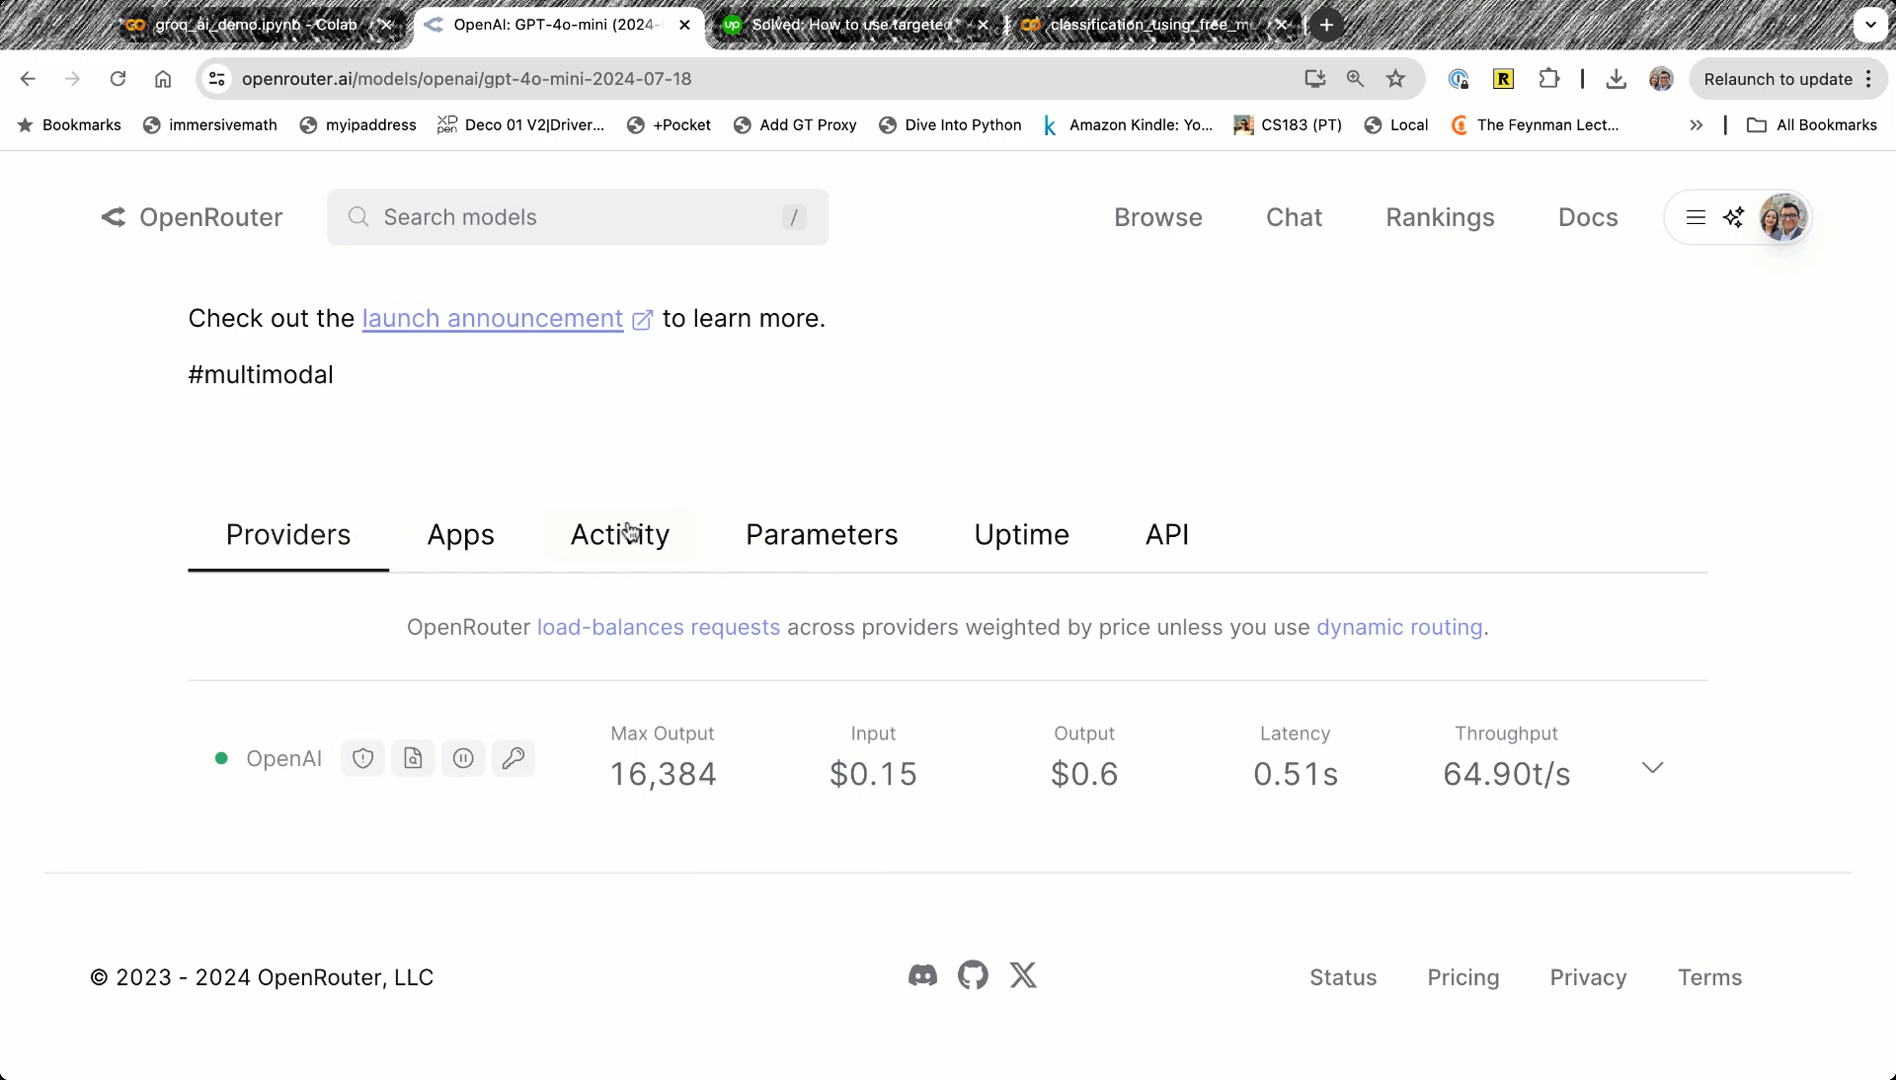 groq_ai_demo.ipynb - Colab
OpenAI: GPT-4o-mini (2024-
up Solved: How to use targeted
classification_using_free_m
openrouter.ai/models/openai/gpt-4o-mini-2024-07-18
R
Relaunch to update
Bookmarks
immersivemath
myipaddress
XP pen Deco 01 V2|Driver...
+Pocket
Add GT Proxy
Dive Into Python
k Amazon Kindle: Yo...
CS183 (PT)
Local
The Feynman Lect...
All Bookmarks
OpenRouter
Search models /
Browse
Chat
Rankings
Docs
Check out the launch announcement to learn more.
#multimodal
Providers
Apps
Activity
Parameters
Uptime
API
OpenRouter load-balances requests across providers weighted by price unless you use dynamic routing.
OpenAI
Max Output
16,384
Input
$0.15
Output
$0.6
Latency
0.51s
Throughput
64.90t/s
© 2023 - 2024 OpenRouter, LLC
Status
Pricing
Privacy
Terms